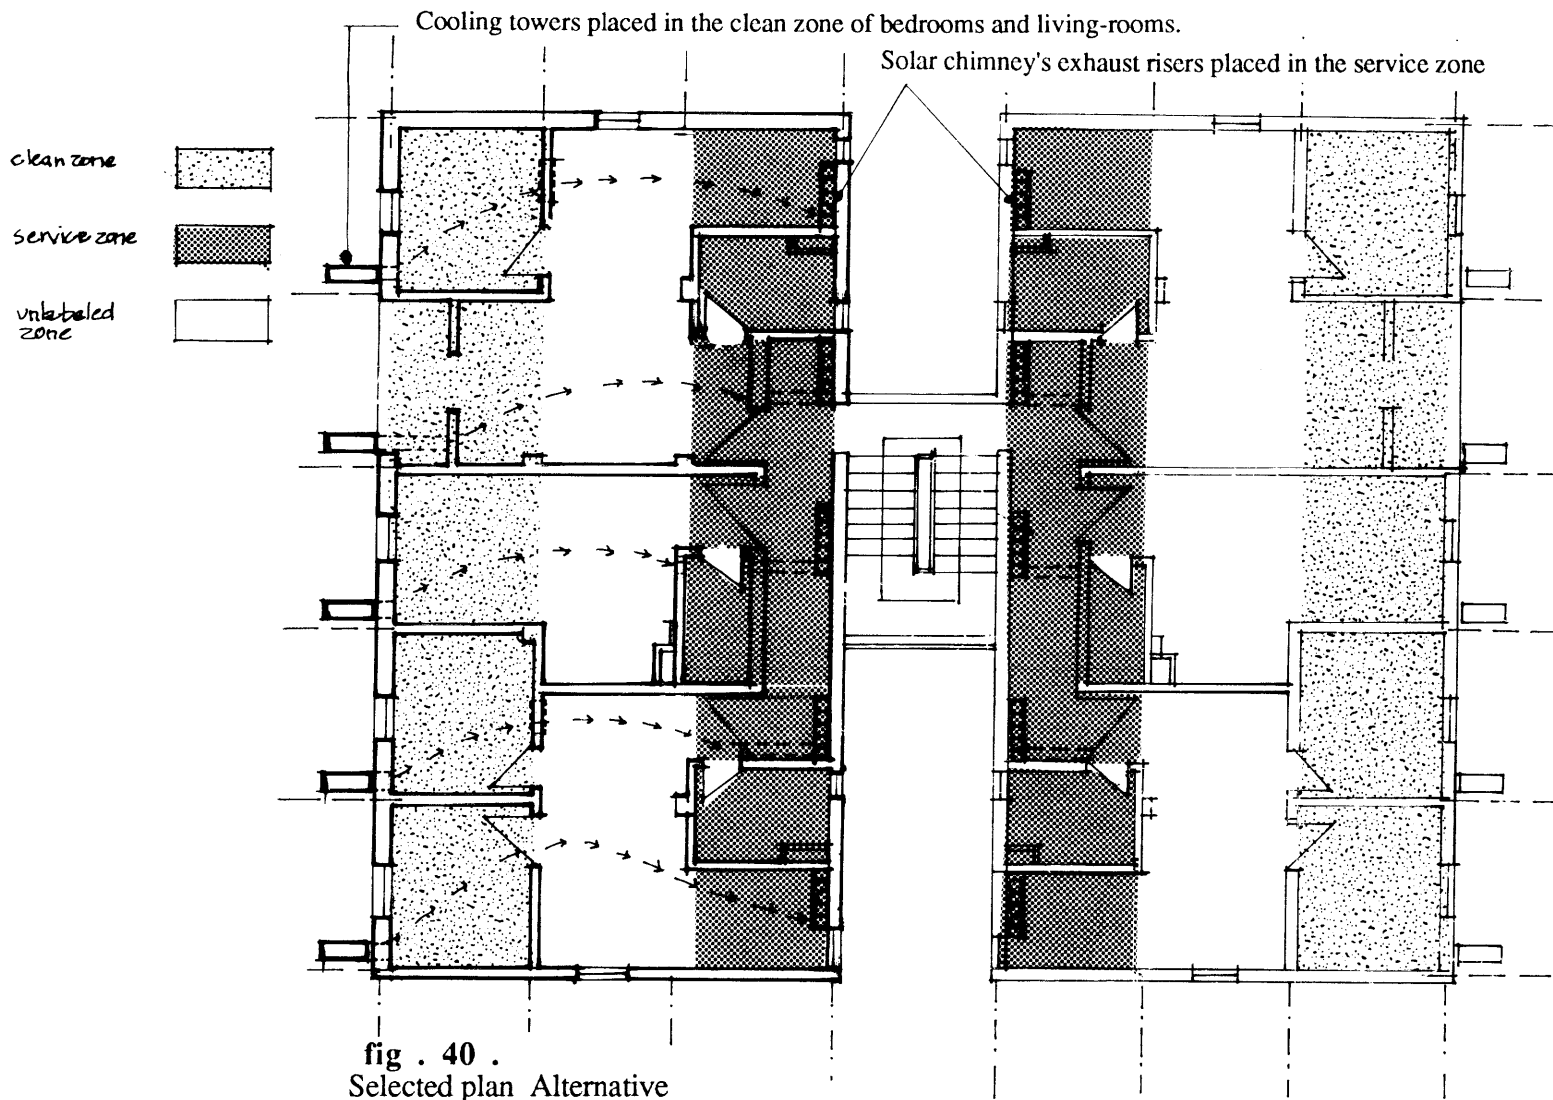 Cooling towers placed in the clean zone of bedrooms and living-rooms.
Solar chimney's exhaust risers placed in the service zone
clean zone
service zone
unlabeled
zone
fig . 40 .
Selected plan Alternative